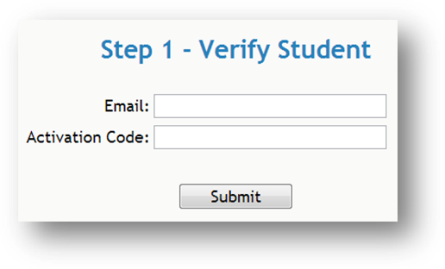 Step 1 - Verify Student
Email:
Activation Code:
Submit